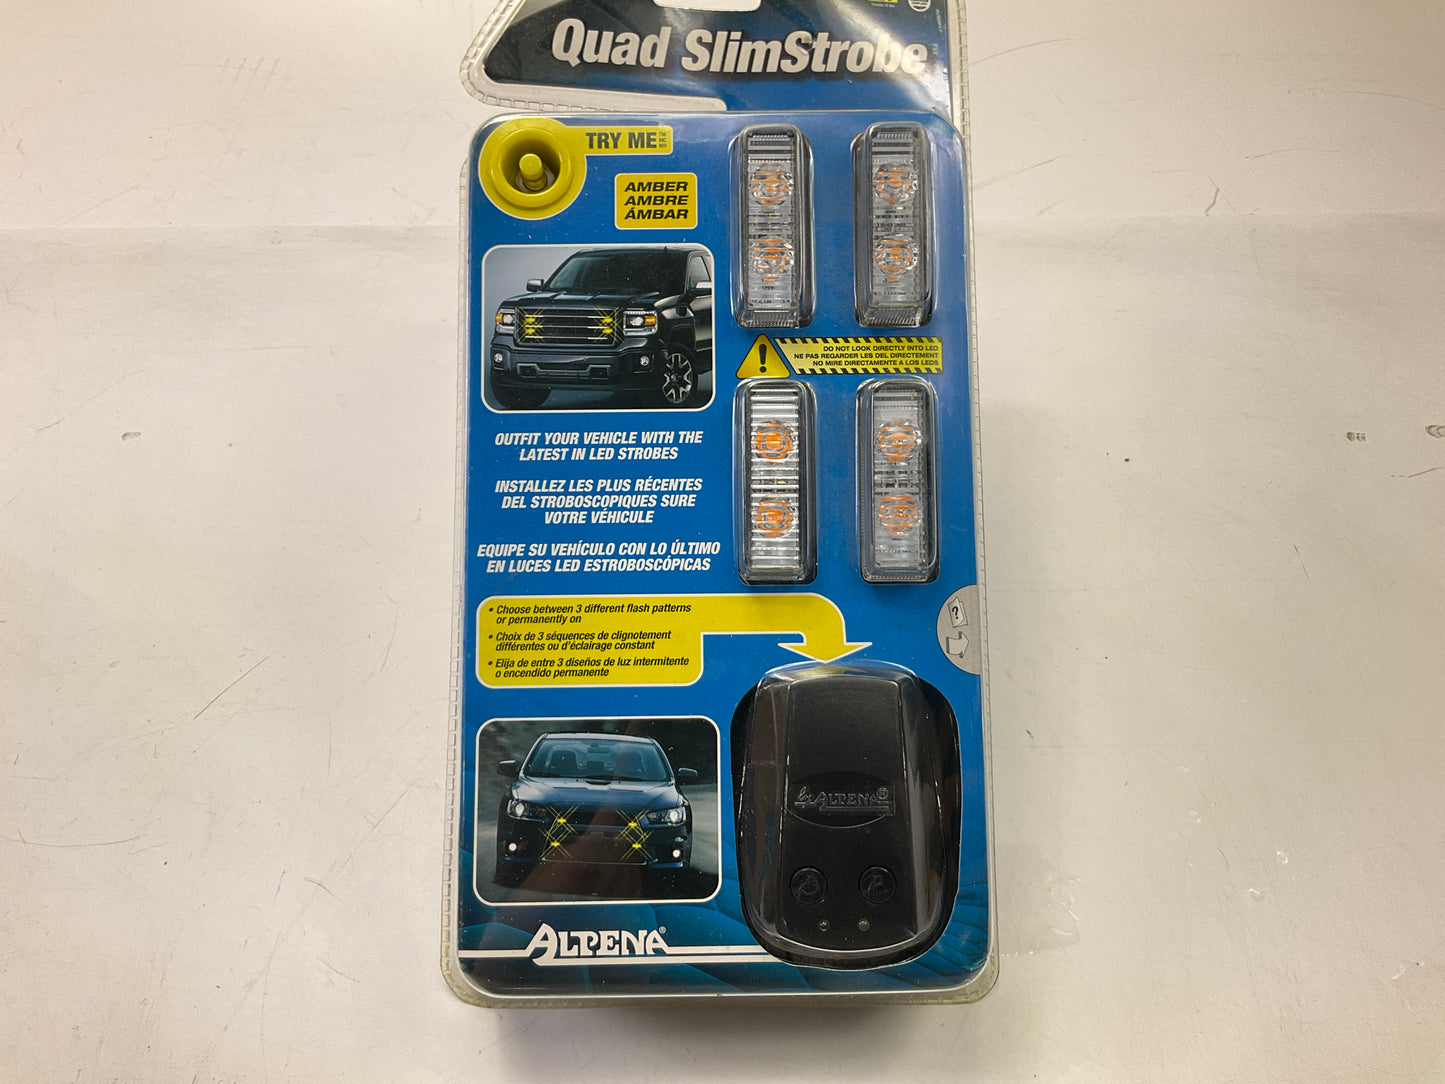 Quad SlimStrobe
TRY ME™
MC
MX
AMBER
AMBRE
ÁMBAR
DO NOT LOOK DIRECTLY INTO LED
NE PAS REGARDER LES DEL DIRECTEMENT
NO MIRE DIRECTAMENTE A LOS LEDS
OUTFIT YOUR VEHICLE WITH THE
LATEST IN LED STROBES
INSTALLEZ LES PLUS RÉCENTES
DEL STROBOSCOPIQUES SURE
VOTRE VÉHICULE
EQUIPE SU VEHÍCULO CON LO ÚLTIMO
EN LUCES LED ESTROBOSCÓPICAS
• Choose between 3 different flash patterns
or permanently on
• Choix de 3 séquences de clignotement
différentes ou d'éclairage constant
• Elija de entre 3 diseños de luz intermitente
o encendido permanente
?
by ALPENA®
ALPENA®